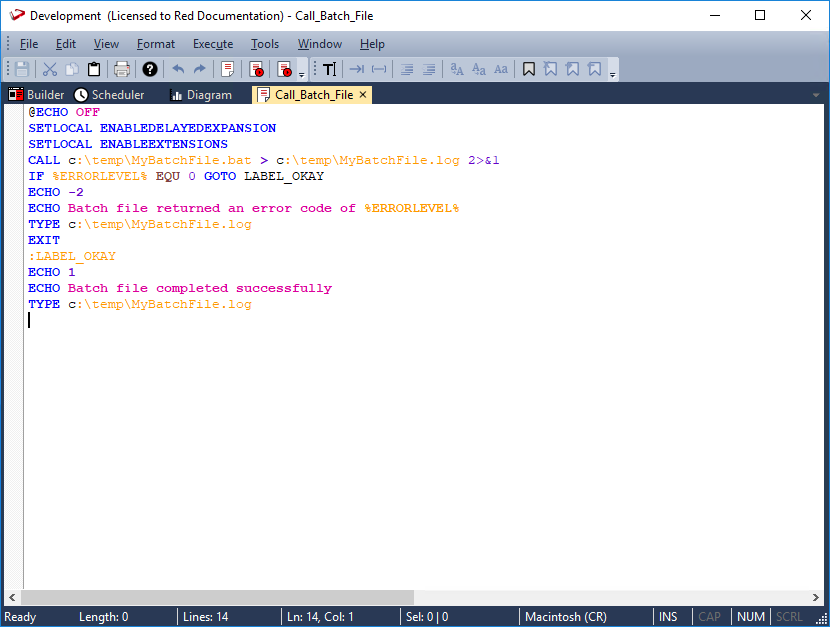 Development (Licensed to Red Documentation) - Call_Batch_File
File Edit View Format Execute Tools Window Help
Builder Scheduler Diagram Call_Batch_File
@ECHO OFF
SETLOCAL ENABLEDELAYEDEXPANSION
SETLOCAL ENABLEEXTENSIONS
CALL c:\temp\MyBatchFile.bat > c:\temp\MyBatchFile.log 2>&1
IF %ERRORLEVEL% EQU 0 GOTO LABEL_OKAY
ECHO -2
ECHO Batch file returned an error code of %ERRORLEVEL%
TYPE c:\temp\MyBatchFile.log
EXIT
:LABEL_OKAY
ECHO 1
ECHO Batch file completed successfully
TYPE c:\temp\MyBatchFile.log
Ready Length: 0 Lines: 14 Ln: 14, Col: 1 Sel: 0 | 0 Macintosh (CR) INS CAP NUM SCRL